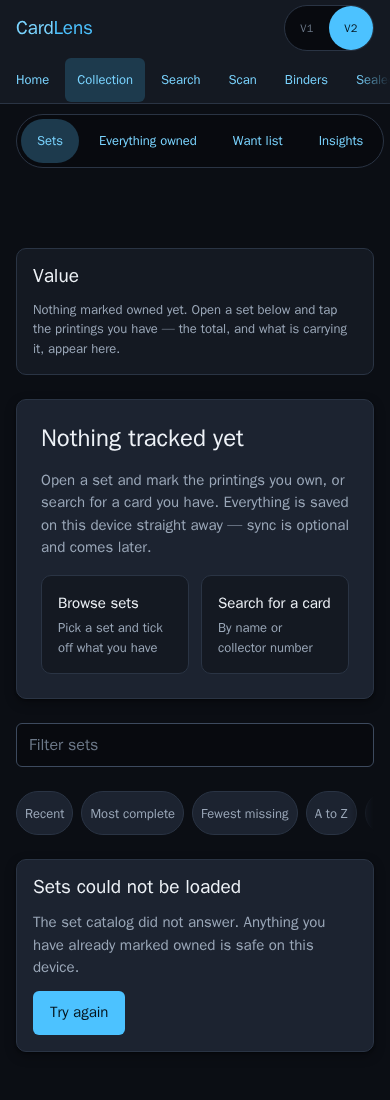 CardLens
V1 V2
Home Collection Search Scan Binders Seale
Sets Everything owned Want list Insights
Value
Nothing marked owned yet. Open a set below and tap
the printings you have — the total, and what is carrying
it, appear here.
Nothing tracked yet
Open a set and mark the printings you own, or
search for a card you have. Everything is saved
on this device straight away — sync is optional
and comes later.
Browse sets
Pick a set and tick
off what you have
Search for a card
By name or
collector number
Filter sets
Recent Most complete Fewest missing A to Z
Sets could not be loaded
The set catalog did not answer. Anything you
have already marked owned is safe on this
device.
Try again